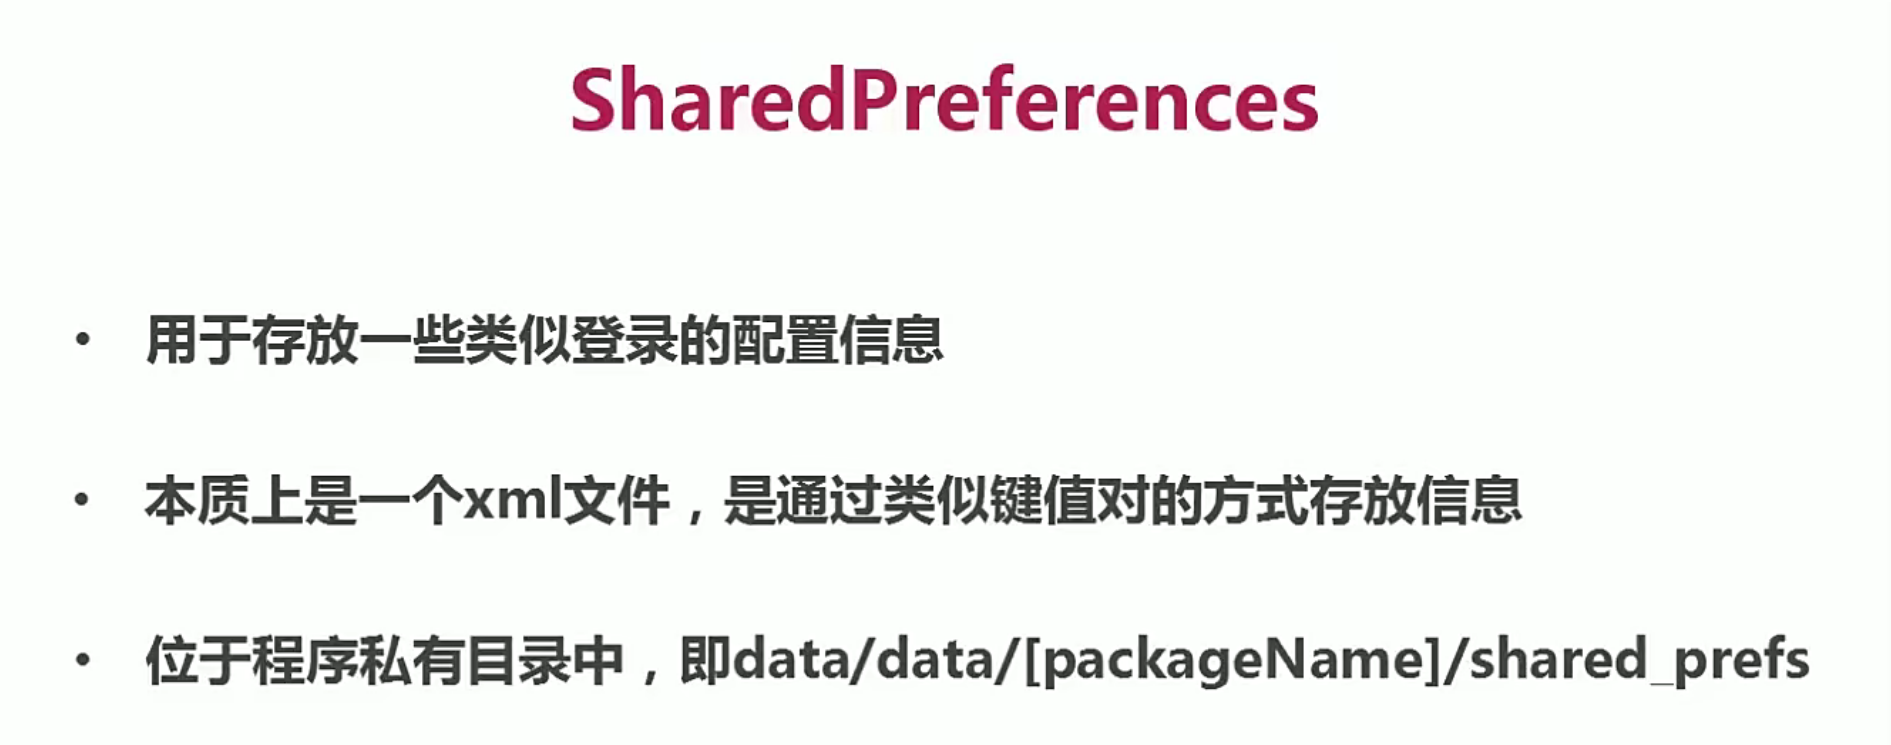 SharedPreferences
• 用于存放一些类似登录的配置信息
• 本质上是一个xml文件，是通过类似键值对的方式存放信息
• 位于程序私有目录中，即data/data/[packageName]/shared_prefs